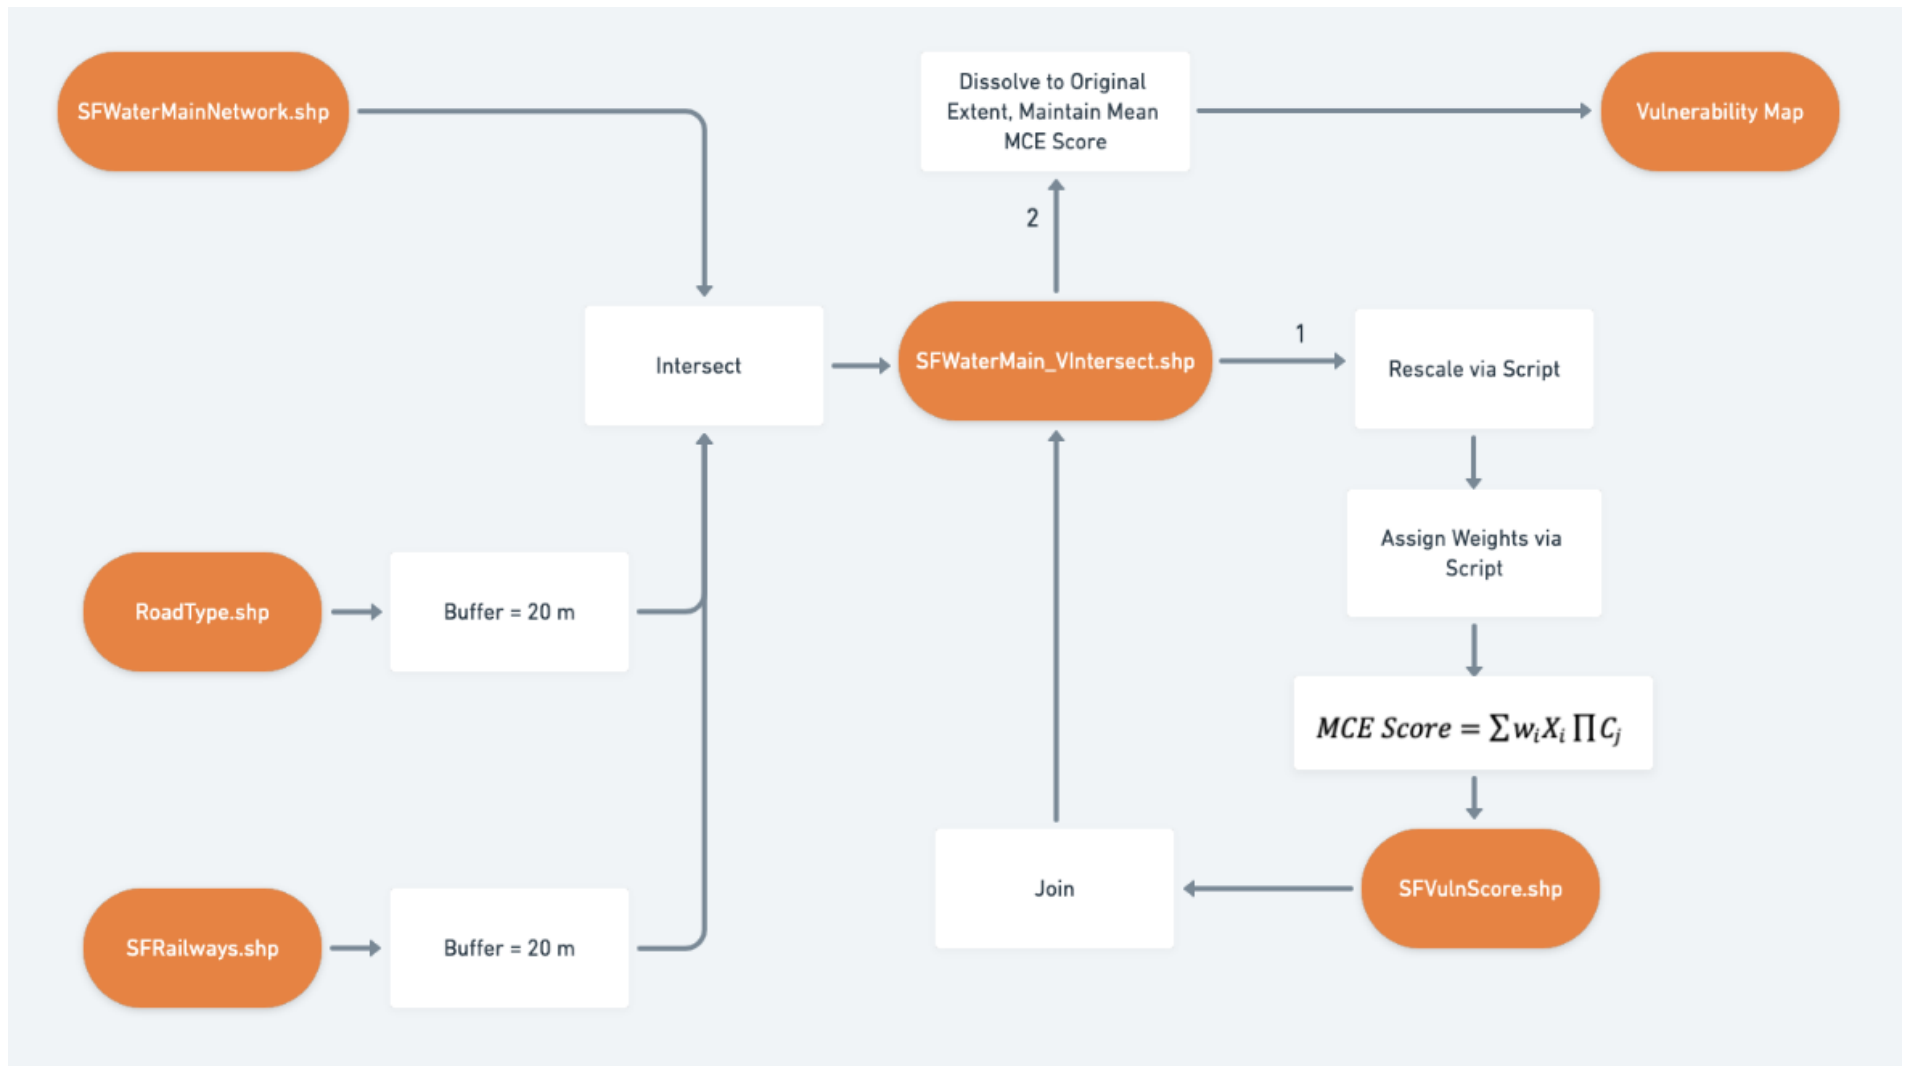 SFWaterMainNetwork.shp
Dissolve to Original
Extent, Maintain Mean
MCE Score
Vulnerability Map
2
Intersect
SFWaterMain_VIntersect.shp
1
Rescale via Script
Assign Weights via
Script
RoadType.shp
Buffer = 20 m
MCE Score = ∑wᵢXᵢ∏Cⱼ
SFRailways.shp
Buffer = 20 m
Join
SFVulnScore.shp